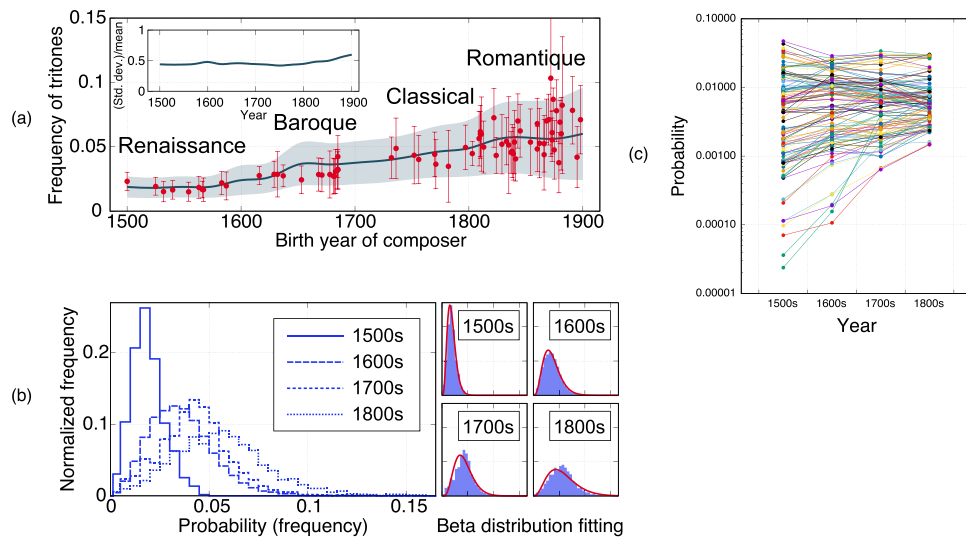 (a)
Frequency of tritones
0.15
0.1
0.05
0
(Std. dev.)/mean
1
0.5
0
1500
1600
1700
1800
1900
Year
Renaissance
Baroque
Classical
Romantique
1500
1600
1700
1800
1900
Birth year of composer
(b)
Normalized frequency
0.2
0.1
0
0
0.05
0.1
0.15
Probability (frequency)
1500s
1600s
1700s
1800s
1500s
1600s
1700s
1800s
Beta distribution fitting
(c)
Probability
0.10000
0.01000
0.00100
0.00010
0.00001
1500s
1600s
1700s
1800s
Year